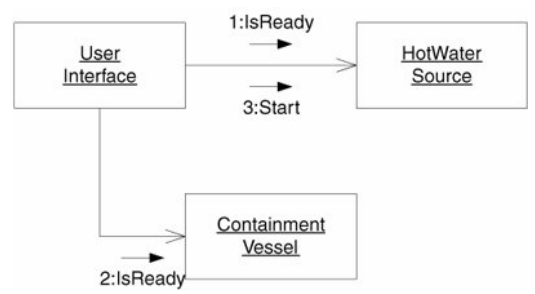 1:IsReady
User
Interface
HotWater
Source
3:Start
Containment
Vessel
2:IsReady